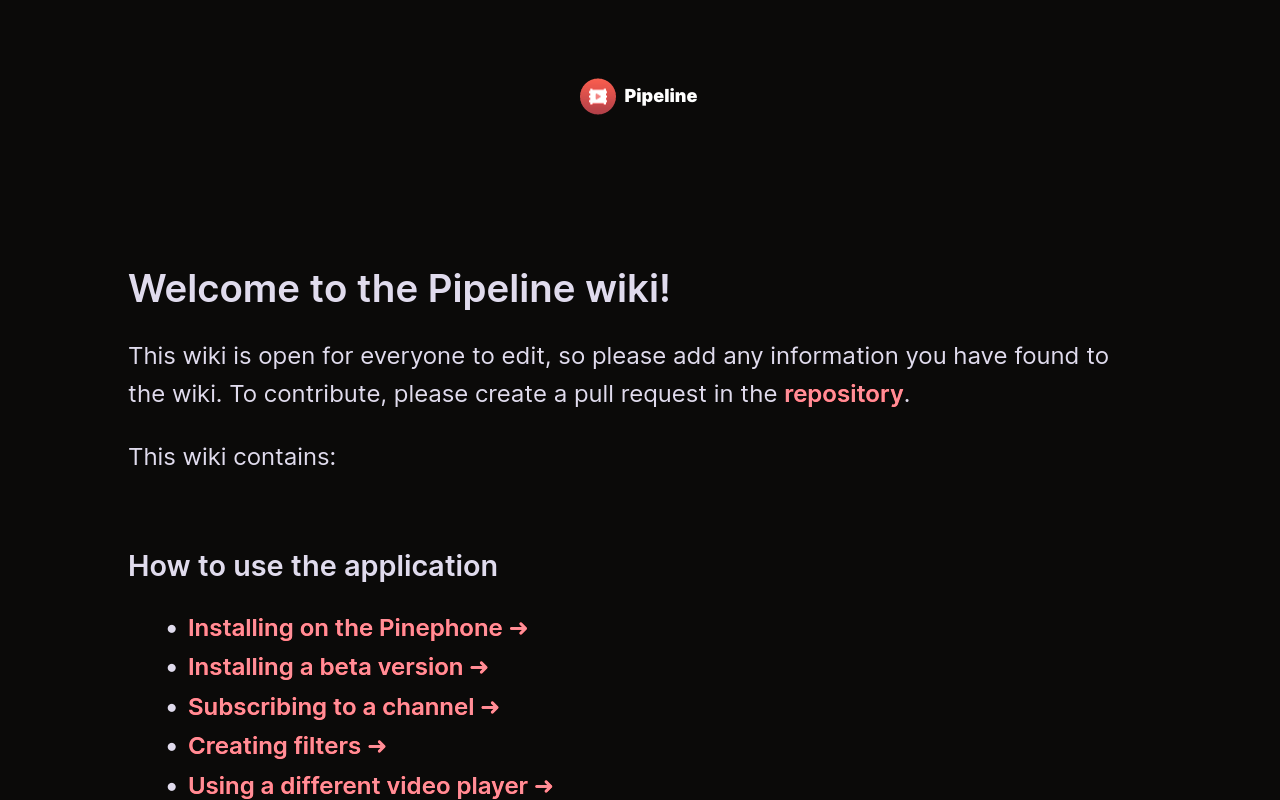 Pipeline
Welcome to the Pipeline wiki!
This wiki is open for everyone to edit, so please add any information you have found to
the wiki. To contribute, please create a pull request in the repository.
This wiki contains:
How to use the application
• Installing on the Pinephone ➜
• Installing a beta version ➜
• Subscribing to a channel ➜
• Creating filters ➜
• Using a different video player ➜